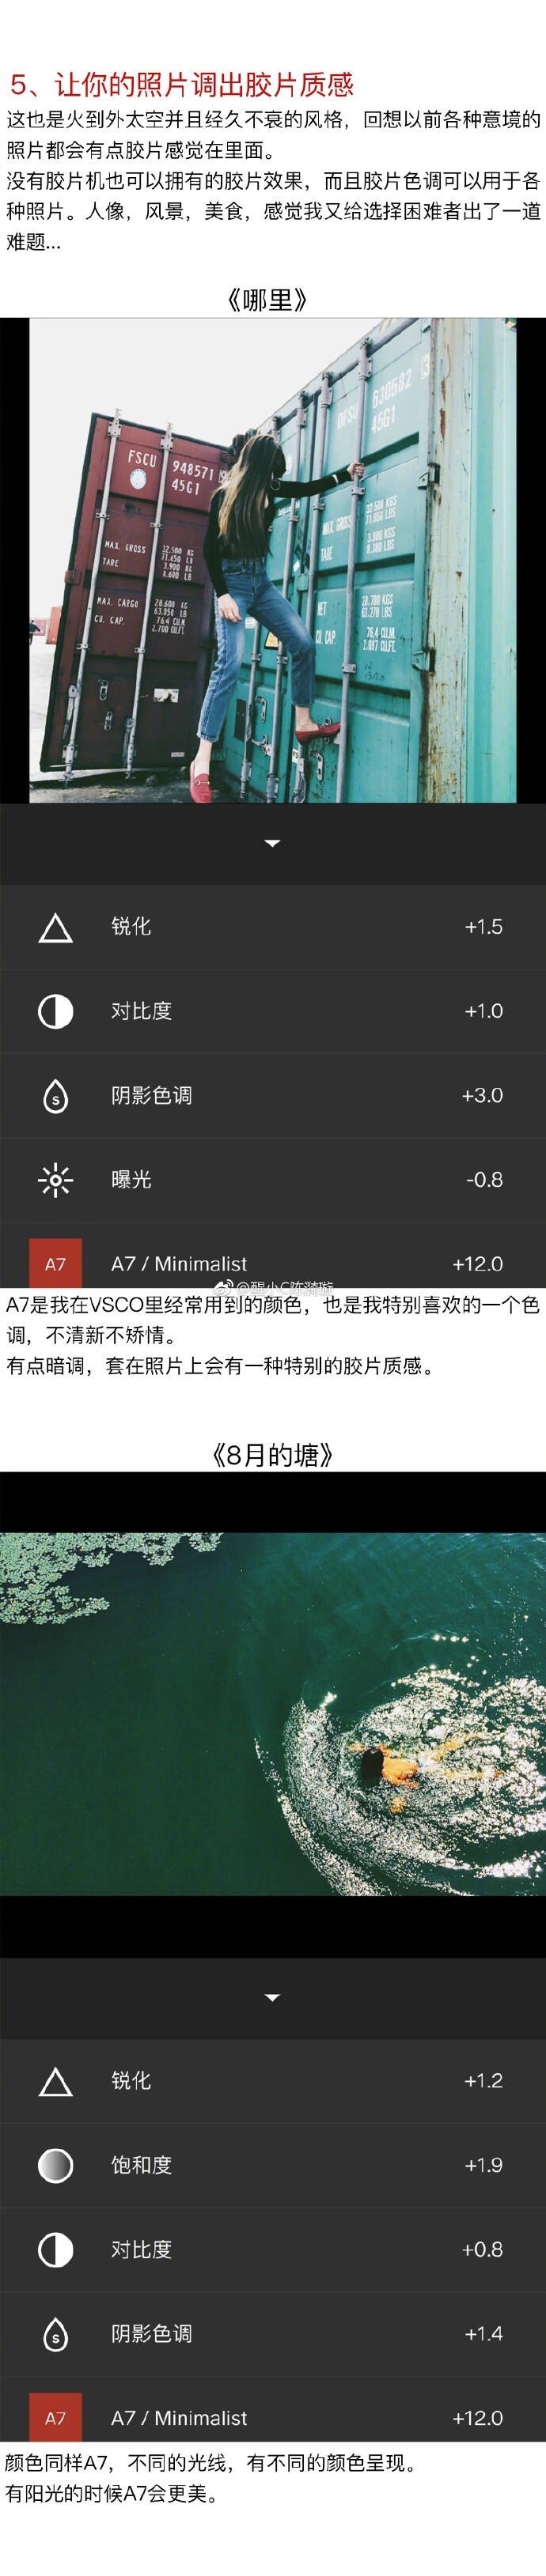 5、让你的照片调出胶片质感
这也是火到外太空并且经久不衰的风格，回想以前各种意境的
照片都会有点胶片感觉在里面。
没有胶片机也可以拥有的胶片效果，而且胶片色调可以用于各
种照片。人像，风景，美食，感觉我又给选择困难者出了一道
难题...
《哪里》
FSCU
948571
45G1
MAX. GROSS 32.500 KG
71.650 LB
TARE 3.900 KG
8.600 LB
MAX. CARGO 28.600 KG
63.050 LB
CU. CAP. 76.4 CU.M.
2.700 CU.FT.
DFSU 630582 3
45G1
MAX. GROSS 32.500 KGS
71.650 LBS
TARE 3.800 KGS
8.380 LBS
NET 28.700 KGS
63.270 LBS
CU. CAP. 76.4 CU.M.
2.697 CU.FT.
锐化 +1.5
对比度 +1.0
S 阴影色调 +3.0
曝光 -0.8
A7 A7 / Minimalist +12.0
@醒小C陈漪璇
A7是我在VSCO里经常用到的颜色，也是我特别喜欢的一个色
调，不清新不矫情。
有点暗调，套在照片上会有一种特别的胶片质感。
《8月的塘》
锐化 +1.2
饱和度 +1.9
对比度 +0.8
S 阴影色调 +1.4
A7 A7 / Minimalist +12.0
颜色同样A7，不同的光线，有不同的颜色呈现。
有阳光的时候A7会更美。